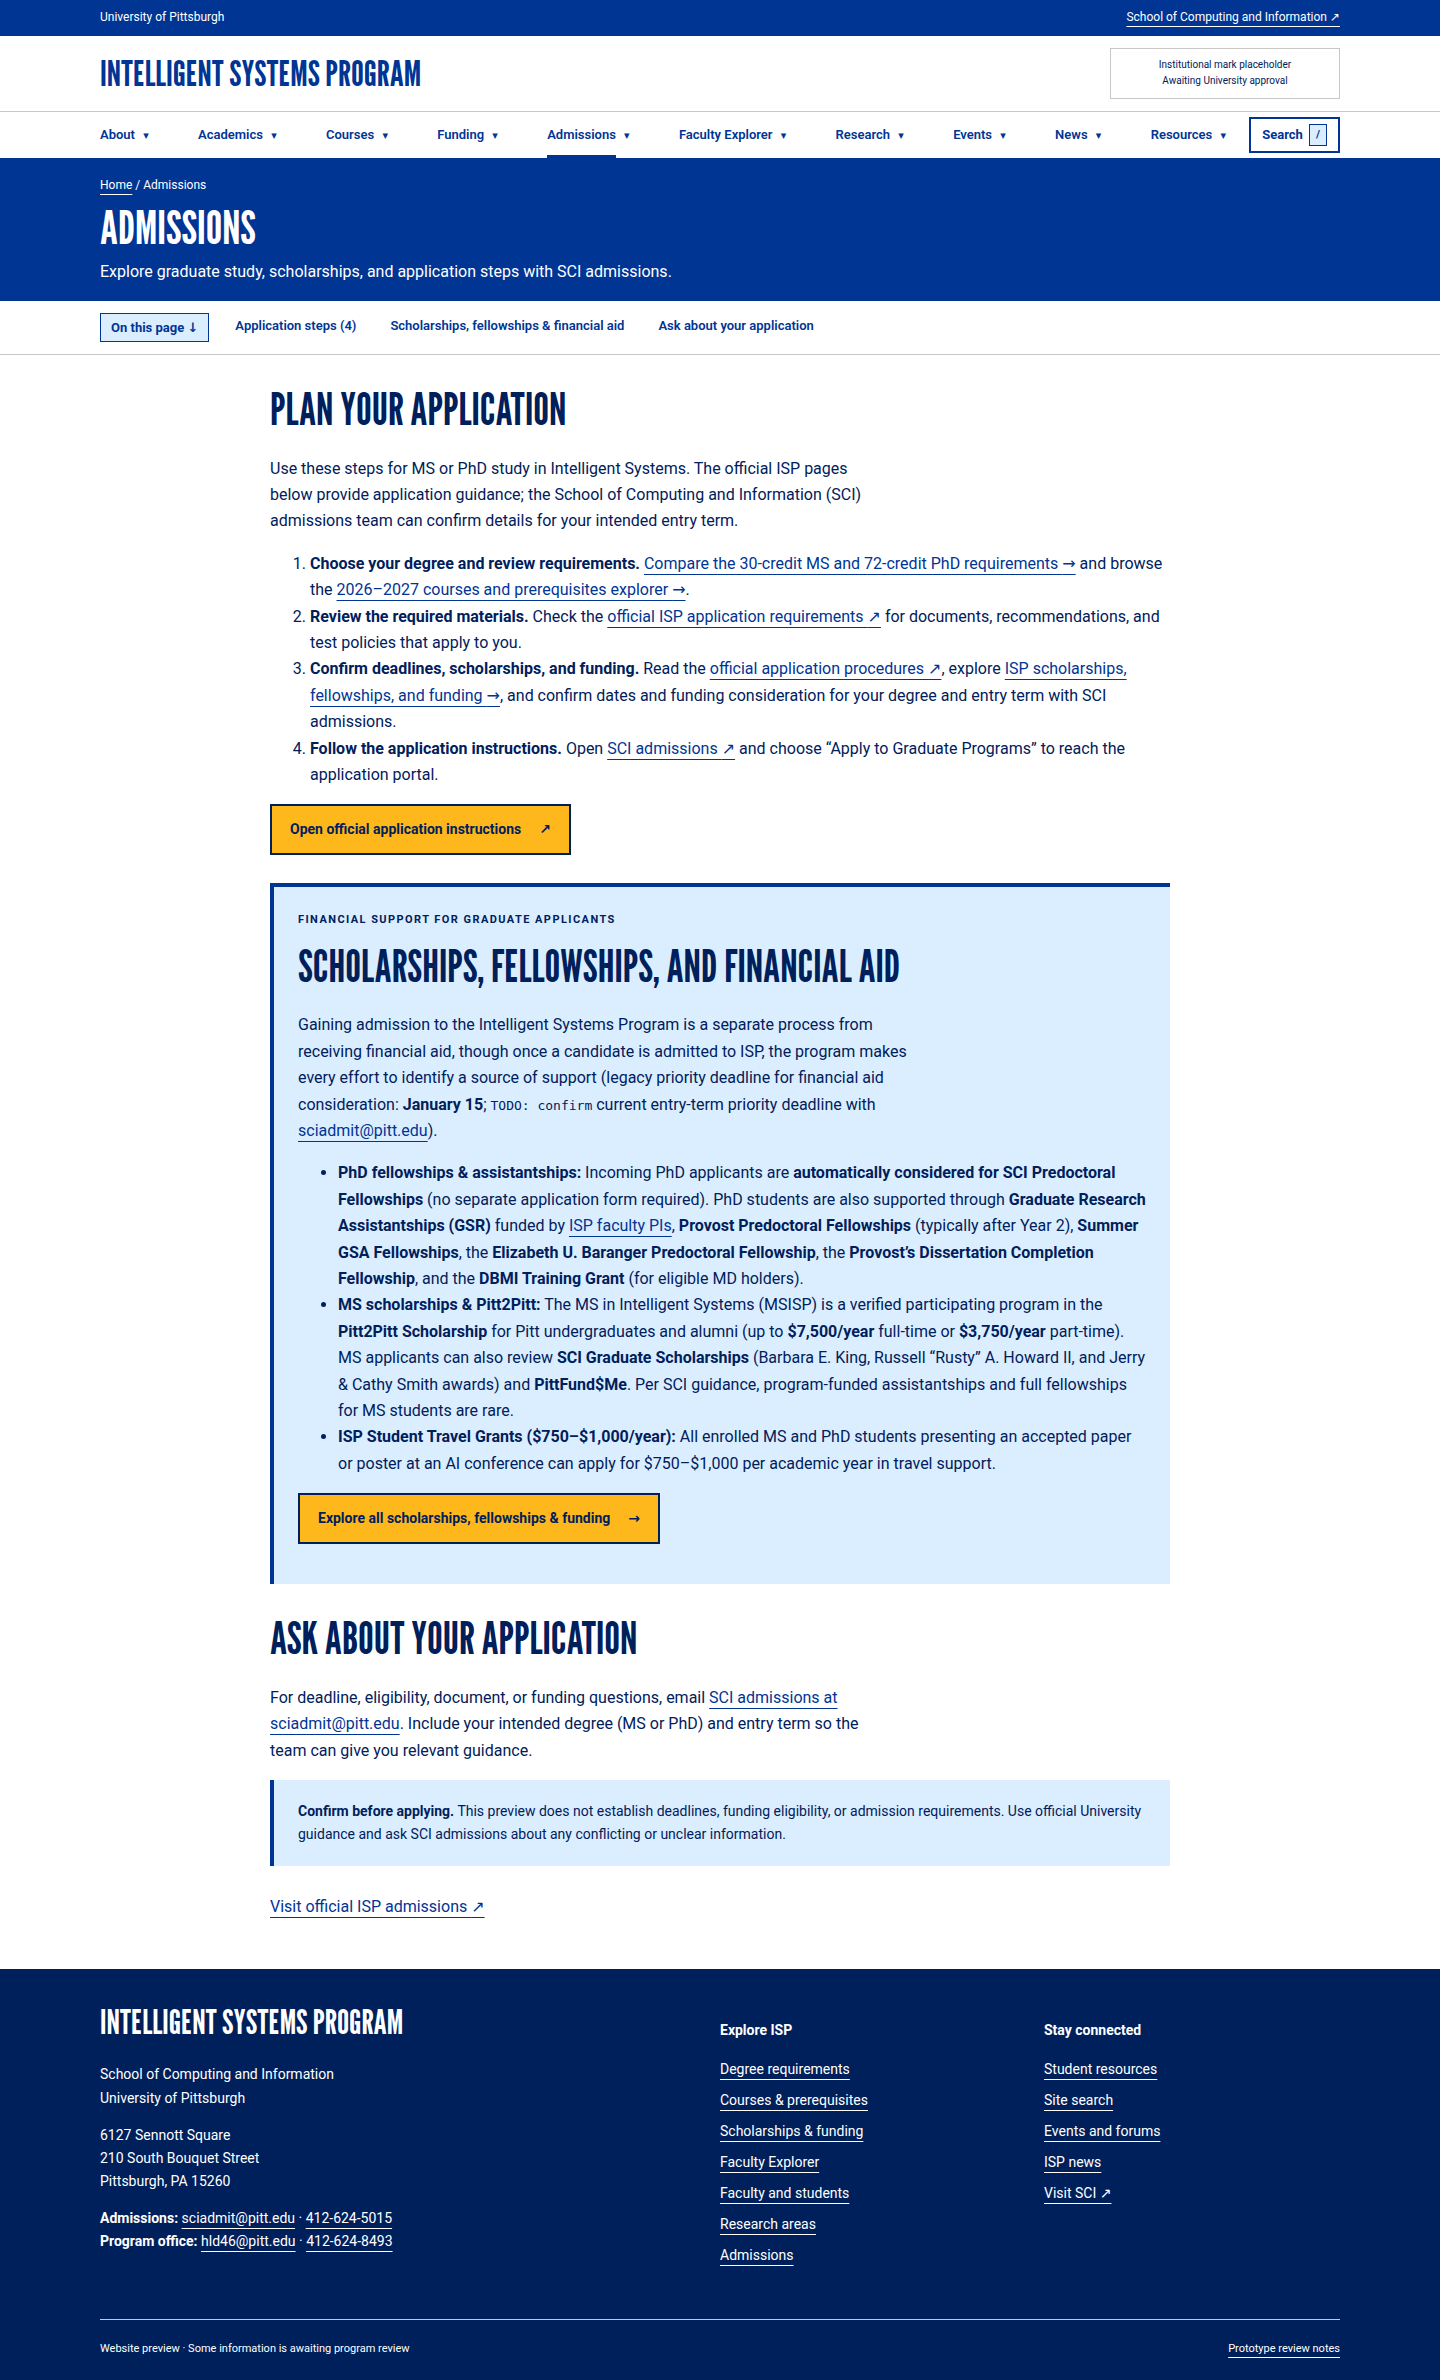 University of Pittsburgh
School of Computing and Information ↗
INTELLIGENT SYSTEMS PROGRAM
Institutional mark placeholder
Awaiting University approval
About ▾ Academics ▾ Courses ▾ Funding ▾ Admissions ▾ Faculty Explorer ▾ Research ▾ Events ▾ News ▾ Resources ▾ Search /
Home / Admissions
ADMISSIONS
Explore graduate study, scholarships, and application steps with SCI admissions.
On this page ↓ Application steps (4) Scholarships, fellowships & financial aid Ask about your application
PLAN YOUR APPLICATION
Use these steps for MS or PhD study in Intelligent Systems. The official ISP pages
below provide application guidance; the School of Computing and Information (SCI)
admissions team can confirm details for your intended entry term.
1. Choose your degree and review requirements. Compare the 30-credit MS and 72-credit PhD requirements → and browse
the 2026–2027 courses and prerequisites explorer →.
2. Review the required materials. Check the official ISP application requirements ↗ for documents, recommendations, and
test policies that apply to you.
3. Confirm deadlines, scholarships, and funding. Read the official application procedures ↗, explore ISP scholarships,
fellowships, and funding →, and confirm dates and funding consideration for your degree and entry term with SCI
admissions.
4. Follow the application instructions. Open SCI admissions ↗ and choose “Apply to Graduate Programs” to reach the
application portal.
Open official application instructions ↗
FINANCIAL SUPPORT FOR GRADUATE APPLICANTS
SCHOLARSHIPS, FELLOWSHIPS, AND FINANCIAL AID
Gaining admission to the Intelligent Systems Program is a separate process from
receiving financial aid, though once a candidate is admitted to ISP, the program makes
every effort to identify a source of support (legacy priority deadline for financial aid
consideration: January 15; TODO: confirm current entry-term priority deadline with
sciadmit@pitt.edu).
• PhD fellowships & assistantships: Incoming PhD applicants are automatically considered for SCI Predoctoral
Fellowships (no separate application form required). PhD students are also supported through Graduate Research
Assistantships (GSR) funded by ISP faculty PIs, Provost Predoctoral Fellowships (typically after Year 2), Summer
GSA Fellowships, the Elizabeth U. Baranger Predoctoral Fellowship, the Provost’s Dissertation Completion
Fellowship, and the DBMI Training Grant (for eligible MD holders).
• MS scholarships & Pitt2Pitt: The MS in Intelligent Systems (MSISP) is a verified participating program in the
Pitt2Pitt Scholarship for Pitt undergraduates and alumni (up to $7,500/year full-time or $3,750/year part-time).
MS applicants can also review SCI Graduate Scholarships (Barbara E. King, Russell “Rusty” A. Howard II, and Jerry
& Cathy Smith awards) and PittFund$Me. Per SCI guidance, program-funded assistantships and full fellowships
for MS students are rare.
• ISP Student Travel Grants ($750–$1,000/year): All enrolled MS and PhD students presenting an accepted paper
or poster at an AI conference can apply for $750–$1,000 per academic year in travel support.
Explore all scholarships, fellowships & funding →
ASK ABOUT YOUR APPLICATION
For deadline, eligibility, document, or funding questions, email SCI admissions at
sciadmit@pitt.edu. Include your intended degree (MS or PhD) and entry term so the
team can give you relevant guidance.
Confirm before applying. This preview does not establish deadlines, funding eligibility, or admission requirements. Use official University
guidance and ask SCI admissions about any conflicting or unclear information.
Visit official ISP admissions ↗
INTELLIGENT SYSTEMS PROGRAM
School of Computing and Information
University of Pittsburgh
6127 Sennott Square
210 South Bouquet Street
Pittsburgh, PA 15260
Admissions: sciadmit@pitt.edu · 412-624-5015
Program office: hld46@pitt.edu · 412-624-8493
Explore ISP
Degree requirements
Courses & prerequisites
Scholarships & funding
Faculty Explorer
Faculty and students
Research areas
Admissions
Stay connected
Student resources
Site search
Events and forums
ISP news
Visit SCI ↗
Website preview · Some information is awaiting program review
Prototype review notes